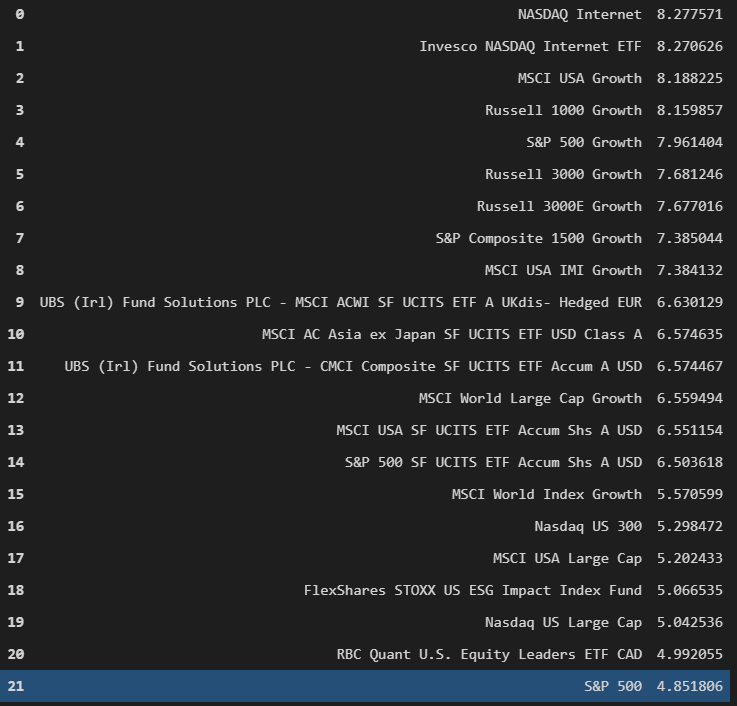 0 NASDAQ Internet 8.277571
1 Invesco NASDAQ Internet ETF 8.270626
2 MSCI USA Growth 8.188225
3 Russell 1000 Growth 8.159857
4 S&P 500 Growth 7.961404
5 Russell 3000 Growth 7.681246
6 Russell 3000E Growth 7.677016
7 S&P Composite 1500 Growth 7.385044
8 MSCI USA IMI Growth 7.384132
9 UBS (Irl) Fund Solutions PLC - MSCI ACWI SF UCITS ETF A UKdis- Hedged EUR 6.630129
10 MSCI AC Asia ex Japan SF UCITS ETF USD Class A 6.574635
11 UBS (Irl) Fund Solutions PLC - CMCI Composite SF UCITS ETF Accum A USD 6.574467
12 MSCI World Large Cap Growth 6.559494
13 MSCI USA SF UCITS ETF Accum Shs A USD 6.551154
14 S&P 500 SF UCITS ETF Accum Shs A USD 6.503618
15 MSCI World Index Growth 5.570599
16 Nasdaq US 300 5.298472
17 MSCI USA Large Cap 5.202433
18 FlexShares STOXX US ESG Impact Index Fund 5.066535
19 Nasdaq US Large Cap 5.042536
20 RBC Quant U.S. Equity Leaders ETF CAD 4.992055
21 S&P 500 4.851806